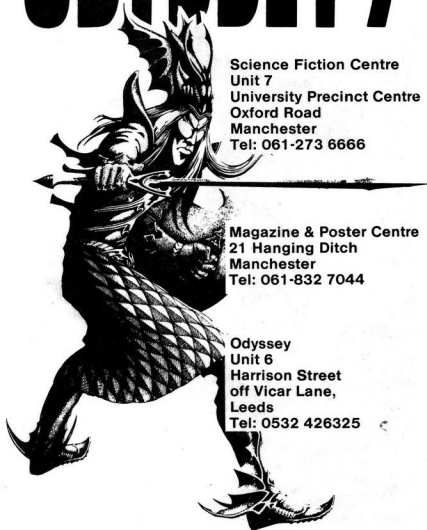 ODYSSEY 7
Science Fiction Centre
Unit 7
University Precinct Centre
Oxford Road
Manchester
Tel: 061-273 6666
Magazine & Poster Centre
21 Hanging Ditch
Manchester
Tel: 061-832 7044
Odyssey
Unit 6
Harrison Street
off Vicar Lane,
Leeds
Tel: 0532 426325